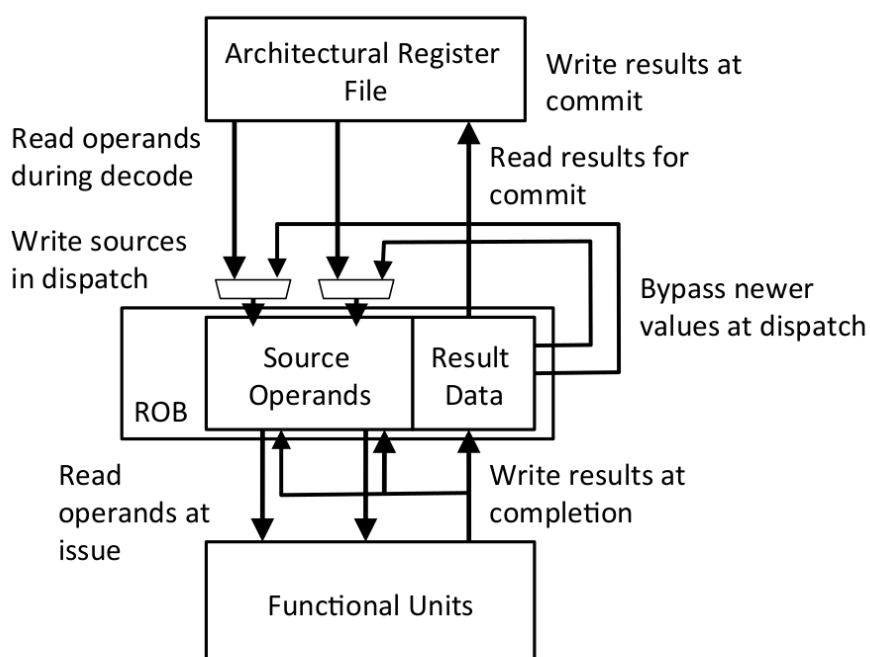 Architectural Register
File
Write results at
commit
Read operands
during decode
Read results for
commit
Write sources
in dispatch
Bypass newer
values at dispatch
Source
Operands
Result
Data
ROB
Read
operands at
issue
Write results at
completion
Functional Units